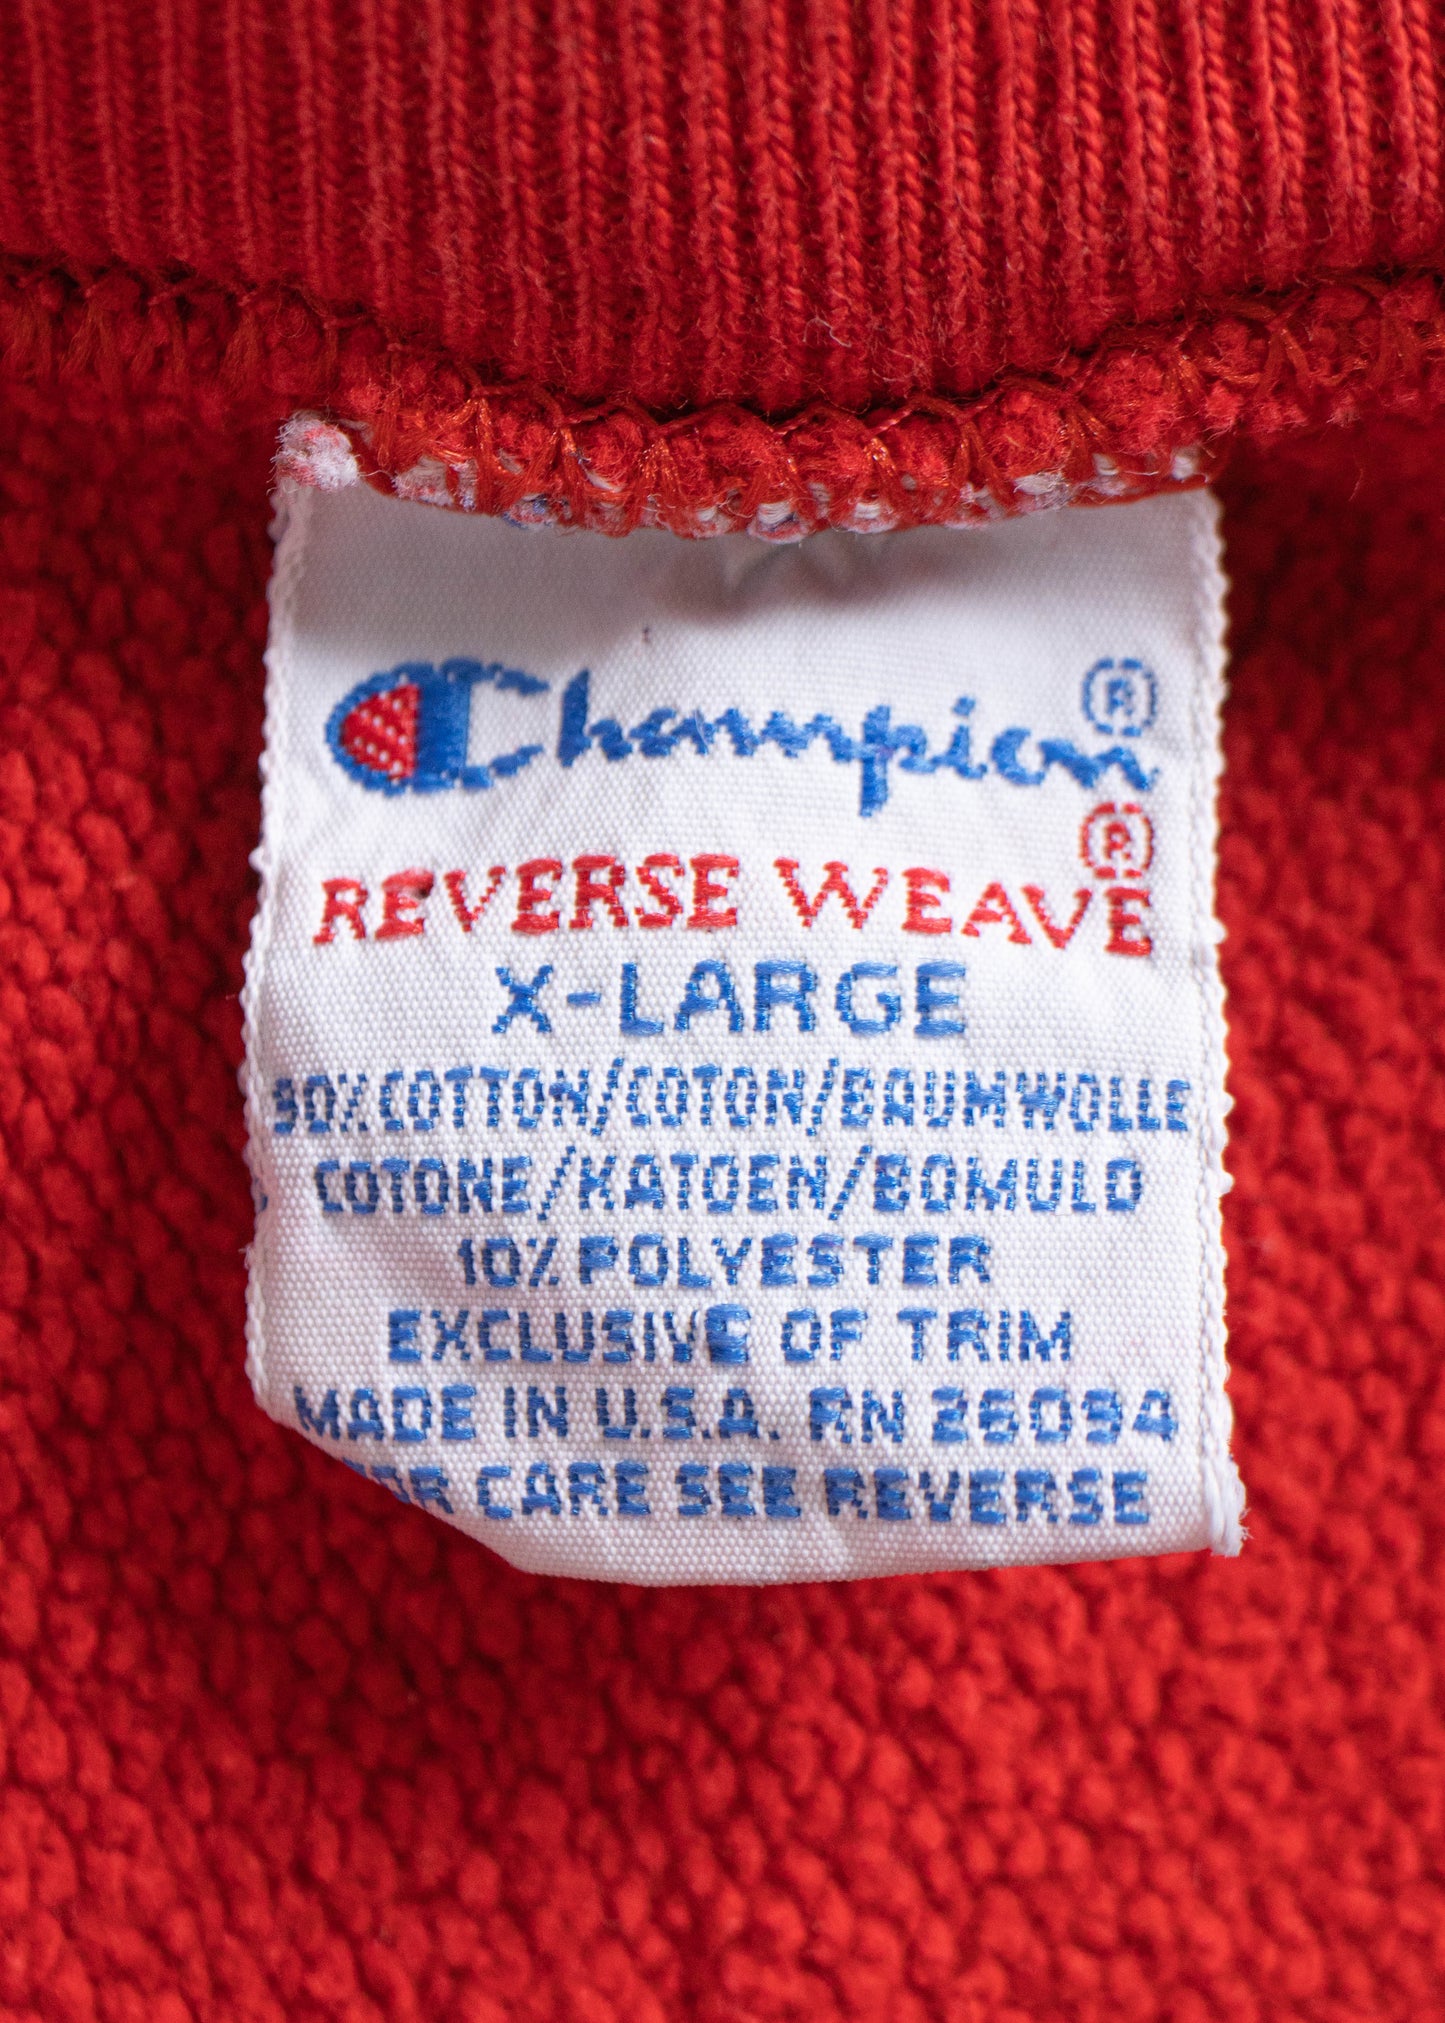 Champion®
REVERSE WEAVE®
X-LARGE
90% COTTON/COTON/BAUMWOLLE
COTONE/KATOEN/BOMULD
10% POLYESTER
EXCLUSIVE OF TRIM
MADE IN U.S.A. RN 26094
FOR CARE SEE REVERSE